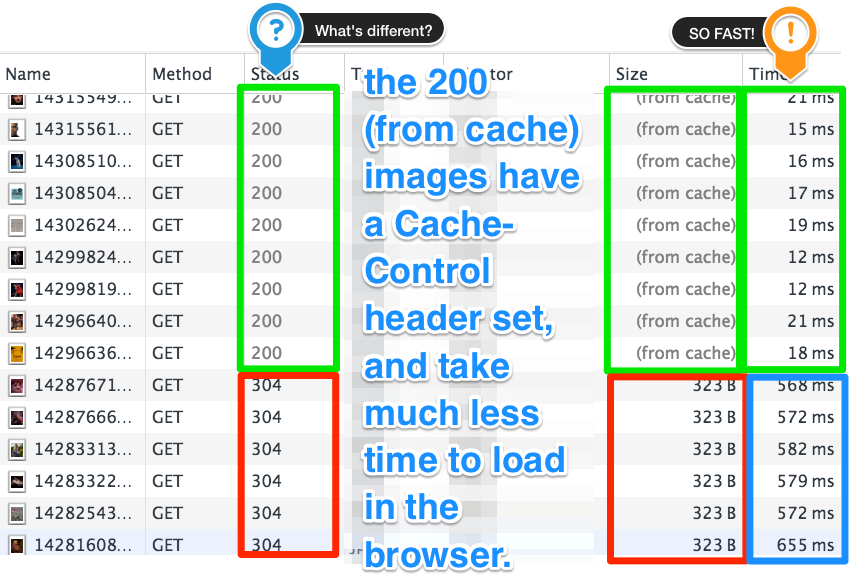 ?
What's different?
SO FAST!
!
Name Method Status Size Time
14315549... GET 200 (from cache) 21 ms
14315561... GET 200 (from cache) 15 ms
14308510... GET 200 (from cache) 16 ms
14308504... GET 200 (from cache) 17 ms
14302624... GET 200 (from cache) 19 ms
14299824... GET 200 (from cache) 12 ms
14299819... GET 200 (from cache) 12 ms
14296640... GET 200 (from cache) 21 ms
14296636... GET 200 (from cache) 18 ms
14287671... GET 304 323 B 568 ms
14287666... GET 304 323 B 572 ms
14283313... GET 304 323 B 582 ms
14283322... GET 304 323 B 579 ms
14282543... GET 304 323 B 572 ms
14281608... GET 304 323 B 655 ms
the 200
(from cache)
images have
a Cache-
Control
header set,
and take
much less
time to load
in the
browser.